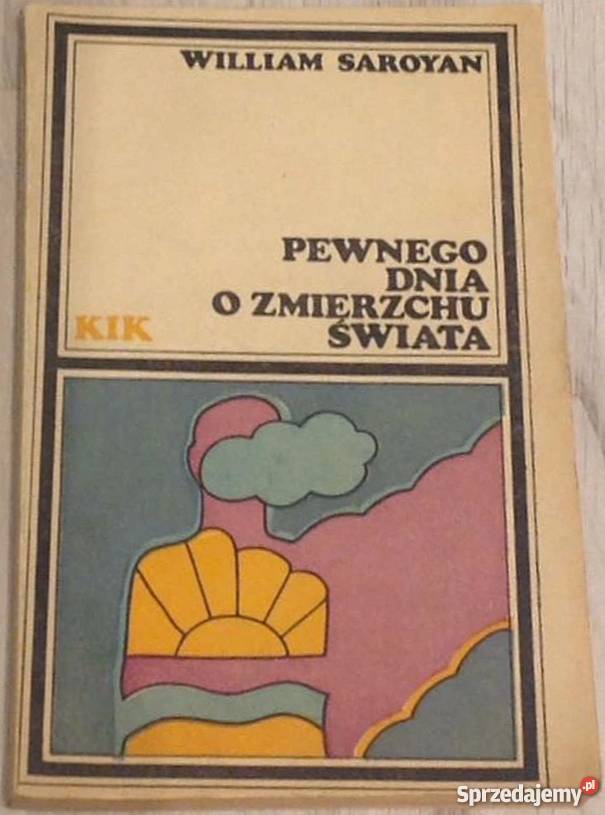 WILLIAM SAROYAN
PEWNEGO
DNIA
O ZMIERZCHU
ŚWIATA
KIK
Sprzedajemy.pl